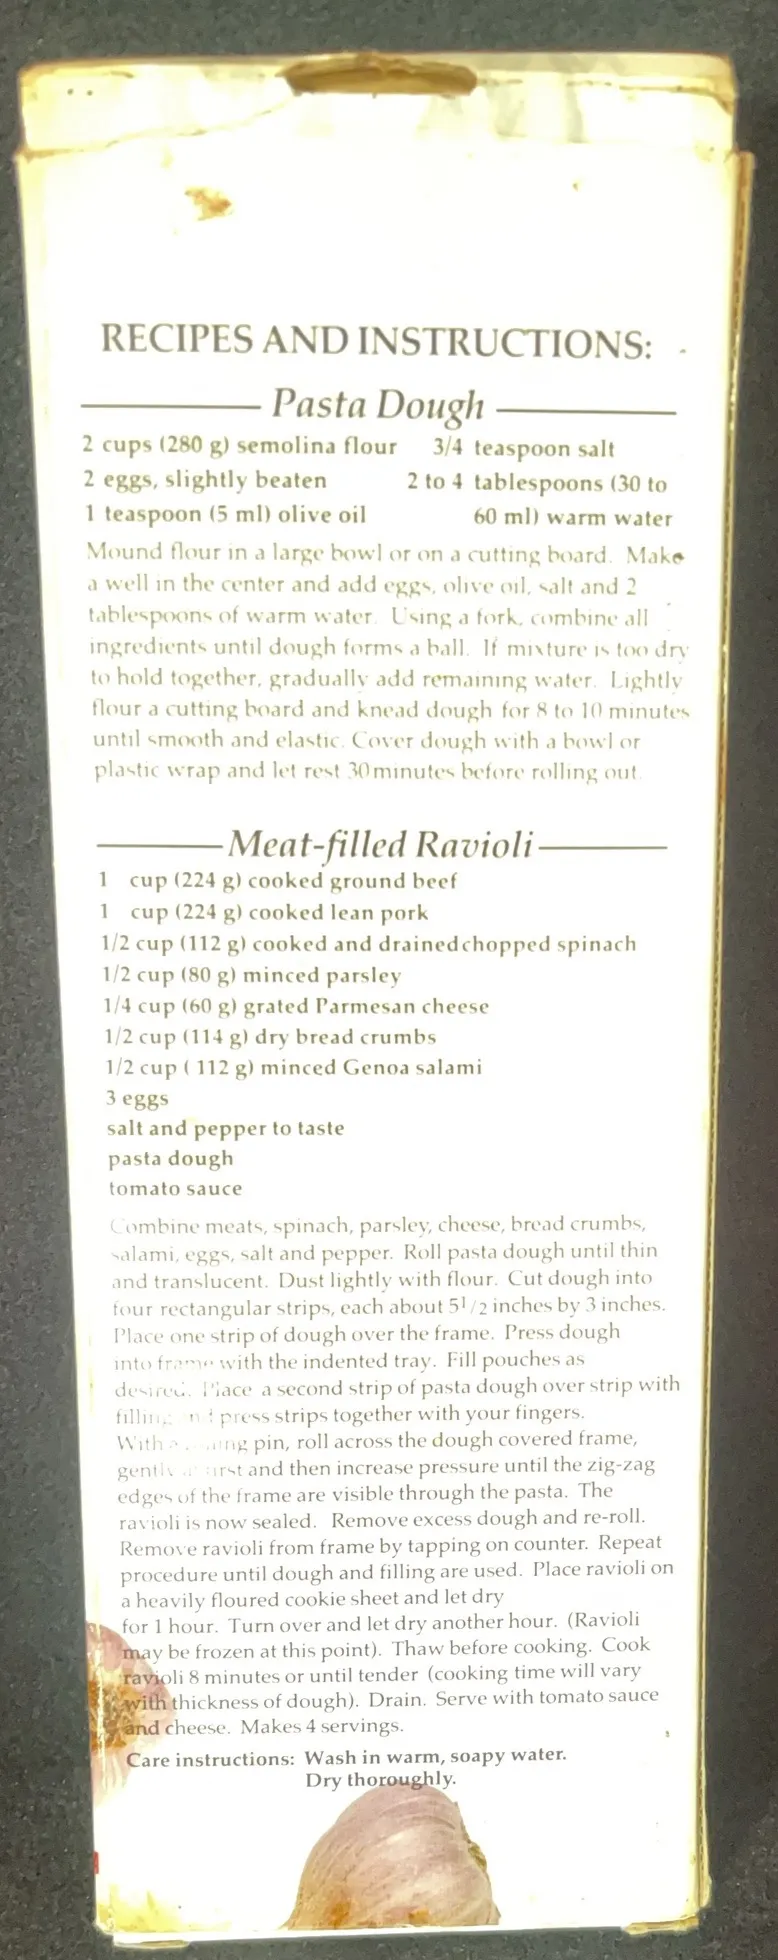 RECIPES AND INSTRUCTIONS:
Pasta Dough
2 cups (280 g) semolina flour 3/4 teaspoon salt
2 eggs, slightly beaten 2 to 4 tablespoons (30 to
1 teaspoon (5 ml) olive oil 60 ml) warm water
Mound flour in a large bowl or on a cutting board. Make
a well in the center and add eggs, olive oil, salt and 2
tablespoons of warm water. Using a fork, combine all
ingredients until dough forms a ball. If mixture is too dry
to hold together, gradually add remaining water. Lightly
flour a cutting board and knead dough for 8 to 10 minutes
until smooth and elastic. Cover dough with a bowl or
plastic wrap and let rest 30 minutes before rolling out.
Meat-filled Ravioli
1 cup (224 g) cooked ground beef
1 cup (224 g) cooked lean pork
1/2 cup (112 g) cooked and drained chopped spinach
1/2 cup (80 g) minced parsley
1/4 cup (60 g) grated Parmesan cheese
1/2 cup (114 g) dry bread crumbs
1/2 cup ( 112 g) minced Genoa salami
3 eggs
salt and pepper to taste
pasta dough
tomato sauce
Combine meats, spinach, parsley, cheese, bread crumbs,
salami, eggs, salt and pepper. Roll pasta dough until thin
and translucent. Dust lightly with flour. Cut dough into
four rectangular strips, each about 5 1/2 inches by 3 inches.
Place one strip of dough over the frame. Press dough
into frame with the indented tray. Fill pouches as
desired. Place a second strip of pasta dough over strip with
filling and press strips together with your fingers.
With a rolling pin, roll across the dough covered frame,
gently at first and then increase pressure until the zig-zag
edges of the frame are visible through the pasta. The
ravioli is now sealed. Remove excess dough and re-roll.
Remove ravioli from frame by tapping on counter. Repeat
procedure until dough and filling are used. Place ravioli on
a heavily floured cookie sheet and let dry
for 1 hour. Turn over and let dry another hour. (Ravioli
may be frozen at this point). Thaw before cooking. Cook
ravioli 8 minutes or until tender (cooking time will vary
with thickness of dough). Drain. Serve with tomato sauce
and cheese. Makes 4 servings.
Care instructions: Wash in warm, soapy water.
Dry thoroughly.